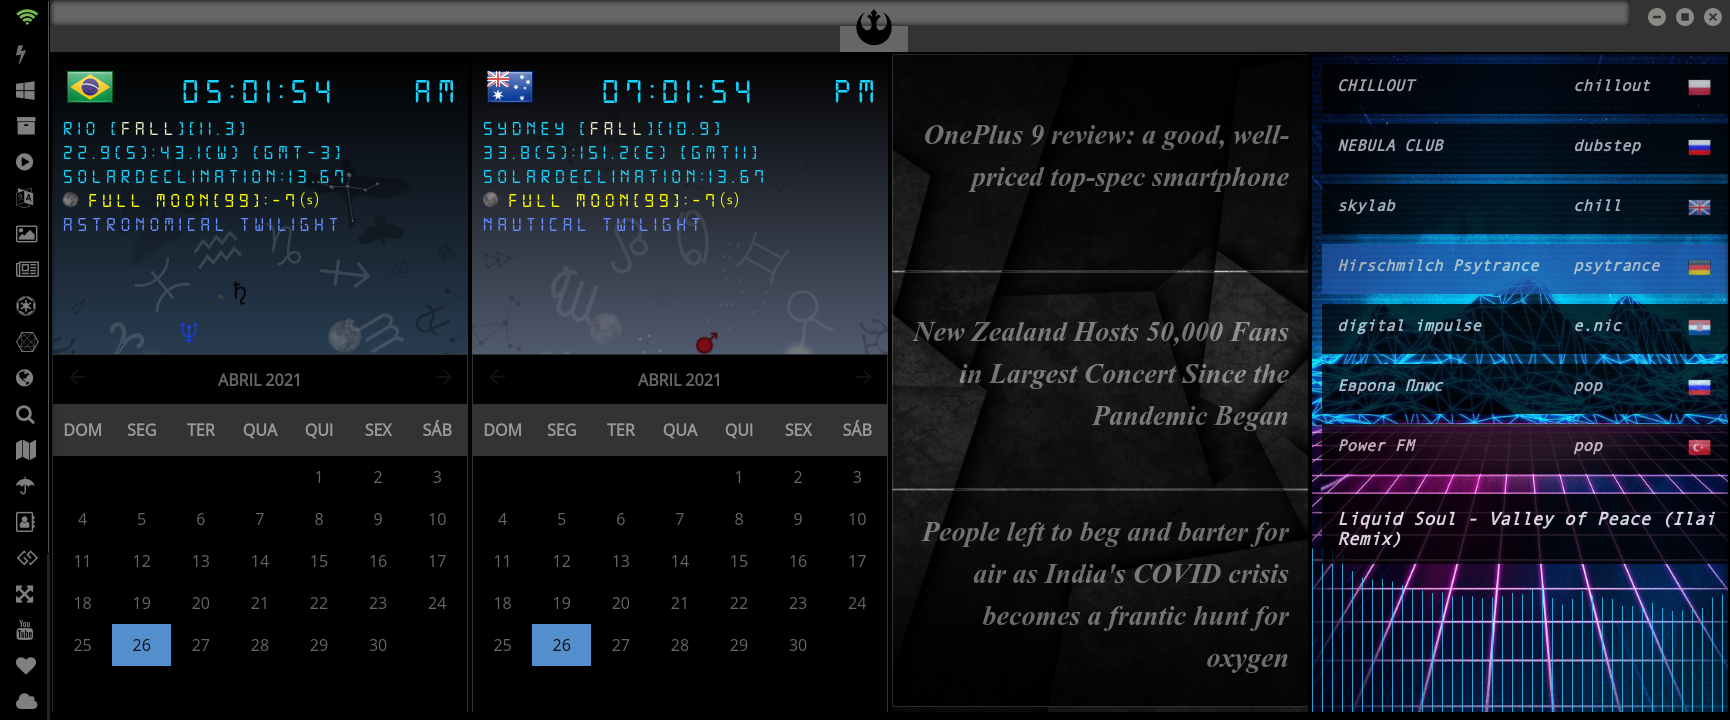 05:01:54 AM
RIO [FALL][11.3]
22.9(S):43.1(W) [GMT-3]
SOLARDECLINATION:13.67
FULL MOON[99]:-7(s)
ASTRONOMICAL TWILIGHT
ABRIL 2021
DOM SEG TER QUA QUI SEX SÁB
1 2 3
4 5 6 7 8 9 10
11 12 13 14 15 16 17
18 19 20 21 22 23 24
25 26 27 28 29 30
07:01:54 PM
SYDNEY [FALL][10.9]
33.8(S):151.2(E) [GMT11]
SOLARDECLINATION:13.67
FULL MOON[99]:-7(s)
NAUTICAL TWILIGHT
ABRIL 2021
DOM SEG TER QUA QUI SEX SÁB
1 2 3
4 5 6 7 8 9 10
11 12 13 14 15 16 17
18 19 20 21 22 23 24
25 26 27 28 29 30
OnePlus 9 review: a good, well-
priced top-spec smartphone
New Zealand Hosts 50,000 Fans
in Largest Concert Since the
Pandemic Began
People left to beg and barter for
air as India's COVID crisis
becomes a frantic hunt for
oxygen
CHILLOUT chillout
NEBULA CLUB dubstep
skylab chill
Hirschmilch Psytrance psytrance
digital impulse e.nic
Европа Плюс pop
Power FM pop
Liquid Soul - Valley of Peace (Ilai
Remix)
You
Tube